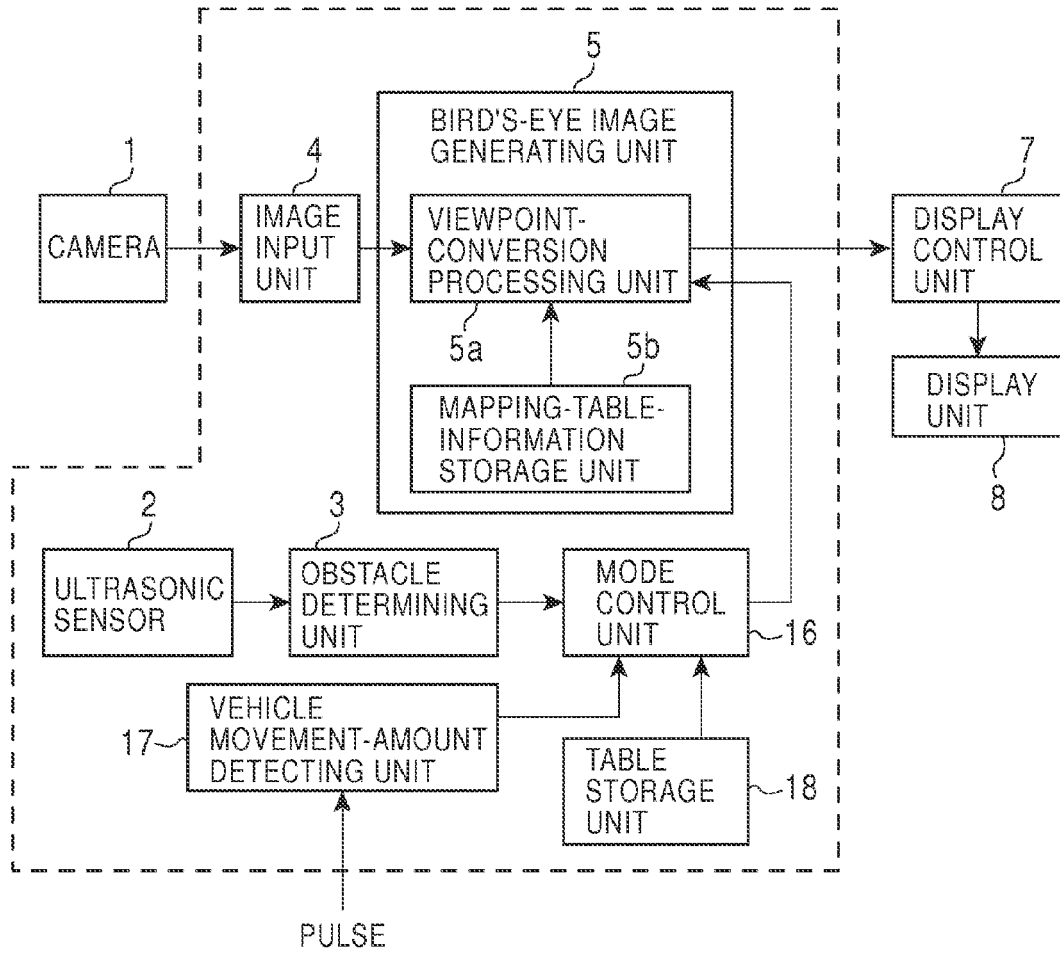 5
BIRD'S-EYE IMAGE
GENERATING UNIT
1
CAMERA
4
IMAGE
INPUT
UNIT
VIEWPOINT-
CONVERSION
PROCESSING UNIT
5a
7
DISPLAY
CONTROL
UNIT
5b
MAPPING-TABLE-
INFORMATION
STORAGE UNIT
DISPLAY
UNIT
8
2
ULTRASONIC
SENSOR
3
OBSTACLE
DETERMINING
UNIT
MODE
CONTROL
UNIT
16
17
VEHICLE
MOVEMENT-AMOUNT
DETECTING UNIT
TABLE
STORAGE
UNIT
18
PULSE